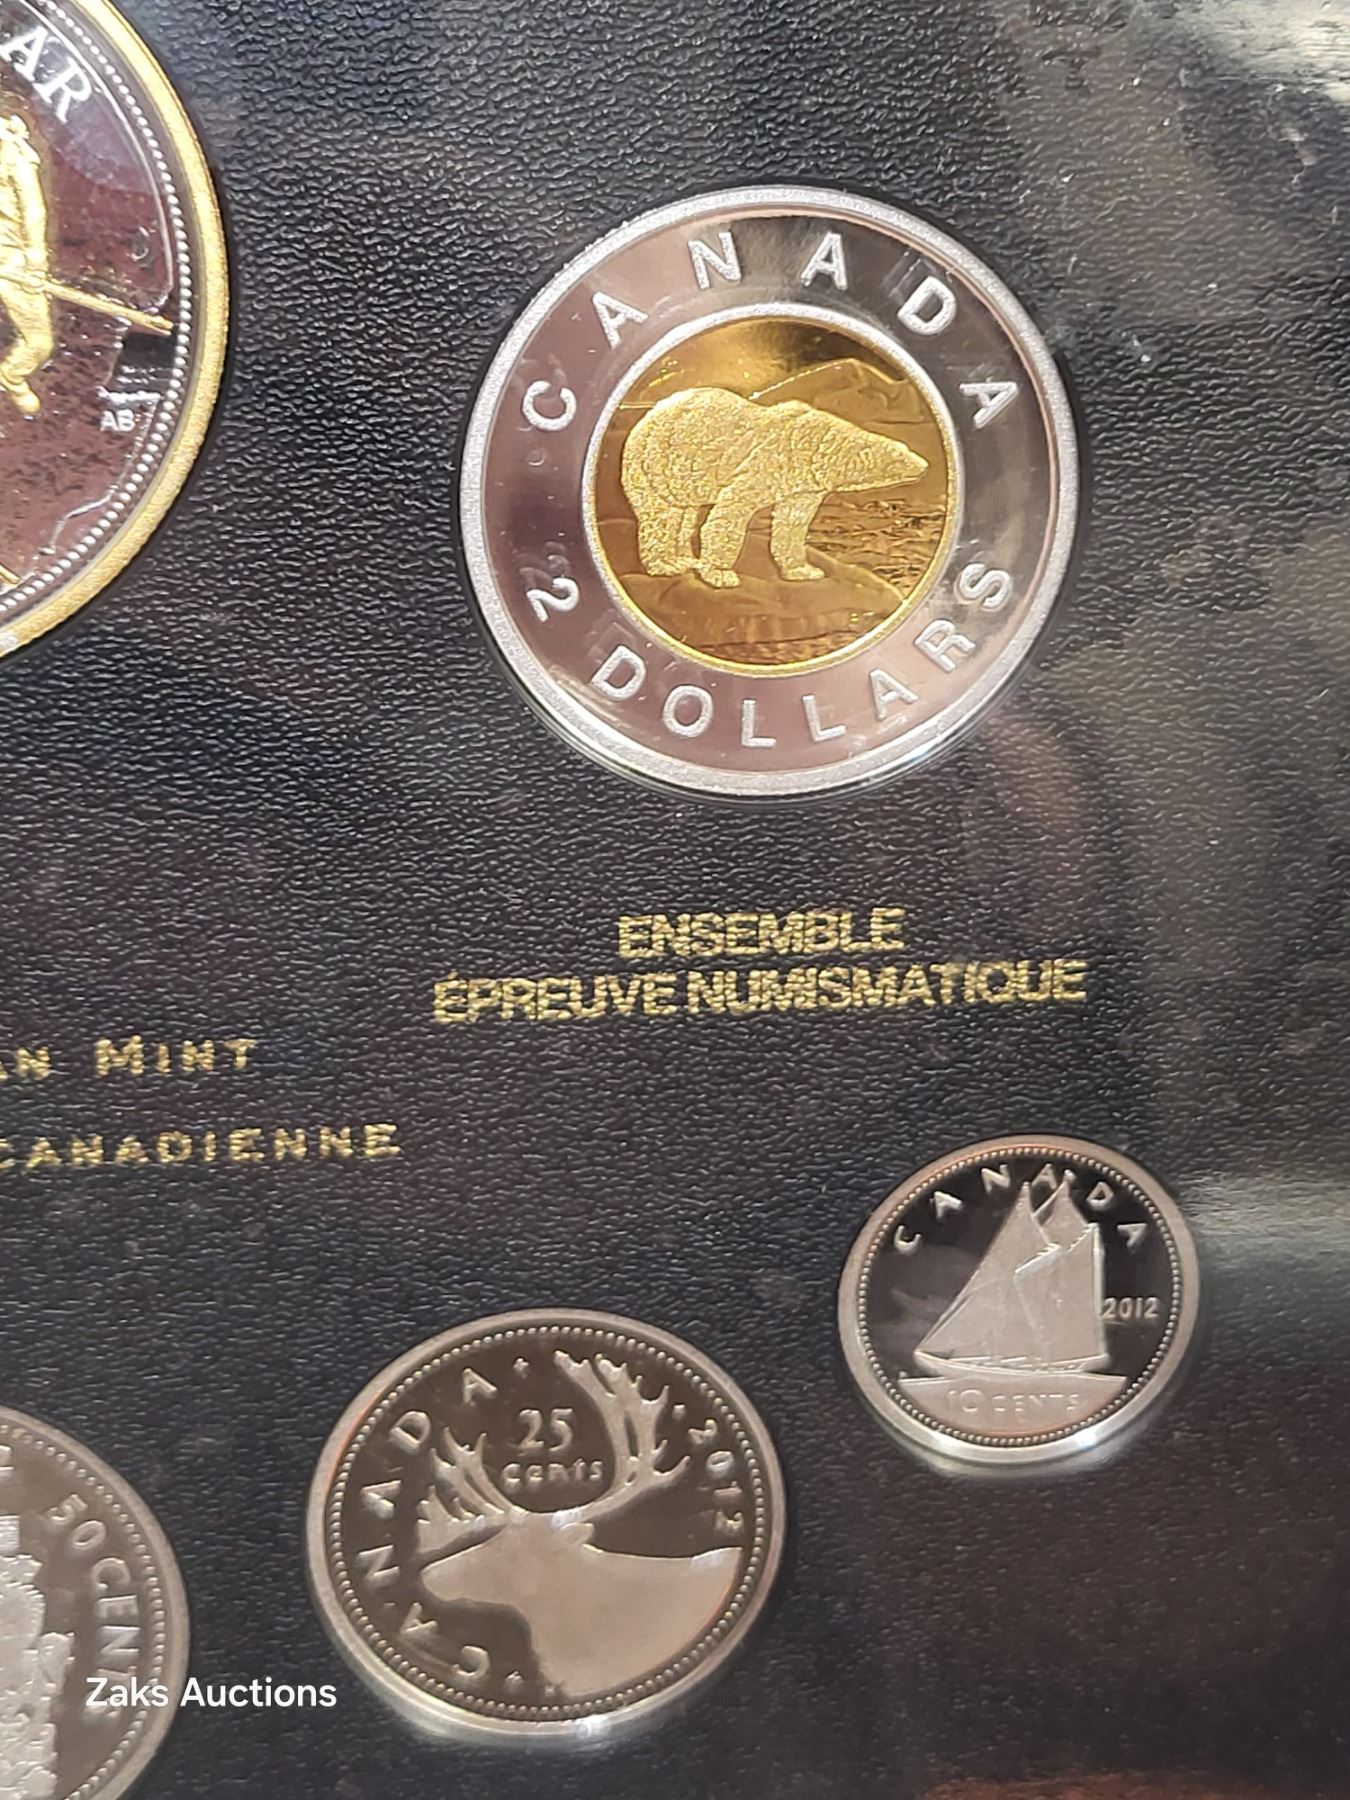 AR
AB
CANADA
2 DOLLARS
ENSEMBLE
ÉPREUVE NUMISMATIQUE
AN MINT
CANADIENNE
CANADA
2012
10 CENTS
CANADA
25
cents
2012
50 CENTS
Zaks Auctions